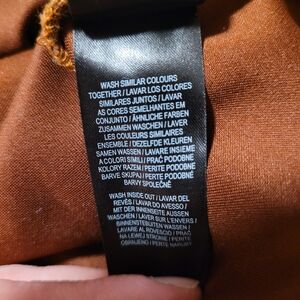 WASH SIMILAR COLOURS
TOGETHER / LAVAR LOS COLORES
SIMILARES JUNTOS / LAVAR
AS CORES SEMELHANTES EM
CONJUNTO / ÄHNLICHE FARBEN
ZUSAMMEN WASCHEN / LAVER
LES COULEURS SIMILAIRES
ENSEMBLE / DEZELFDE KLEUREN
SAMEN WASSEN / LAVARE INSIEME
A COLORI SIMILI / PRAĆ PODOBNE
KOLORY RAZEM / PERITE PODOBNE
BARVE SKUPAJ / PERTE PODOBNÉ
BARVY SPOLEČNĚ
WASH INSIDE OUT / LAVAR DEL
REVÉS / LAVAR DO AVESSO /
MIT DER INNENSEITE AUSSEN
WASCHEN / LAVER SUR L'ENVERS /
BINNENSTEBUITEN WASSEN /
LAVARE AL ROVESCIO / PRAĆ
NA LEWEJ STRONIE / PERITE
OBRNJENO / PERTE NARUBY